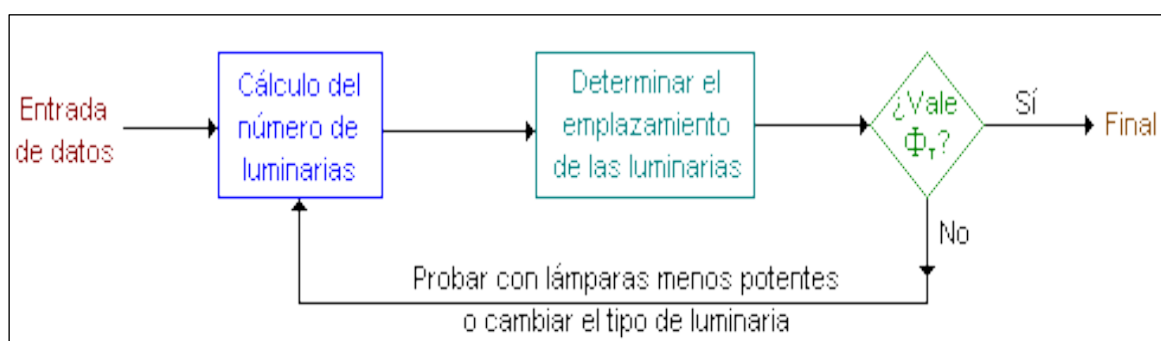 Entrada
de datos
Cálculo del
número de
luminarias
Determinar el
emplazamiento
de las luminarias
¿Vale
Φ_T?
Sí
Final
No
Probar con lámparas menos potentes
o cambiar el tipo de luminaria